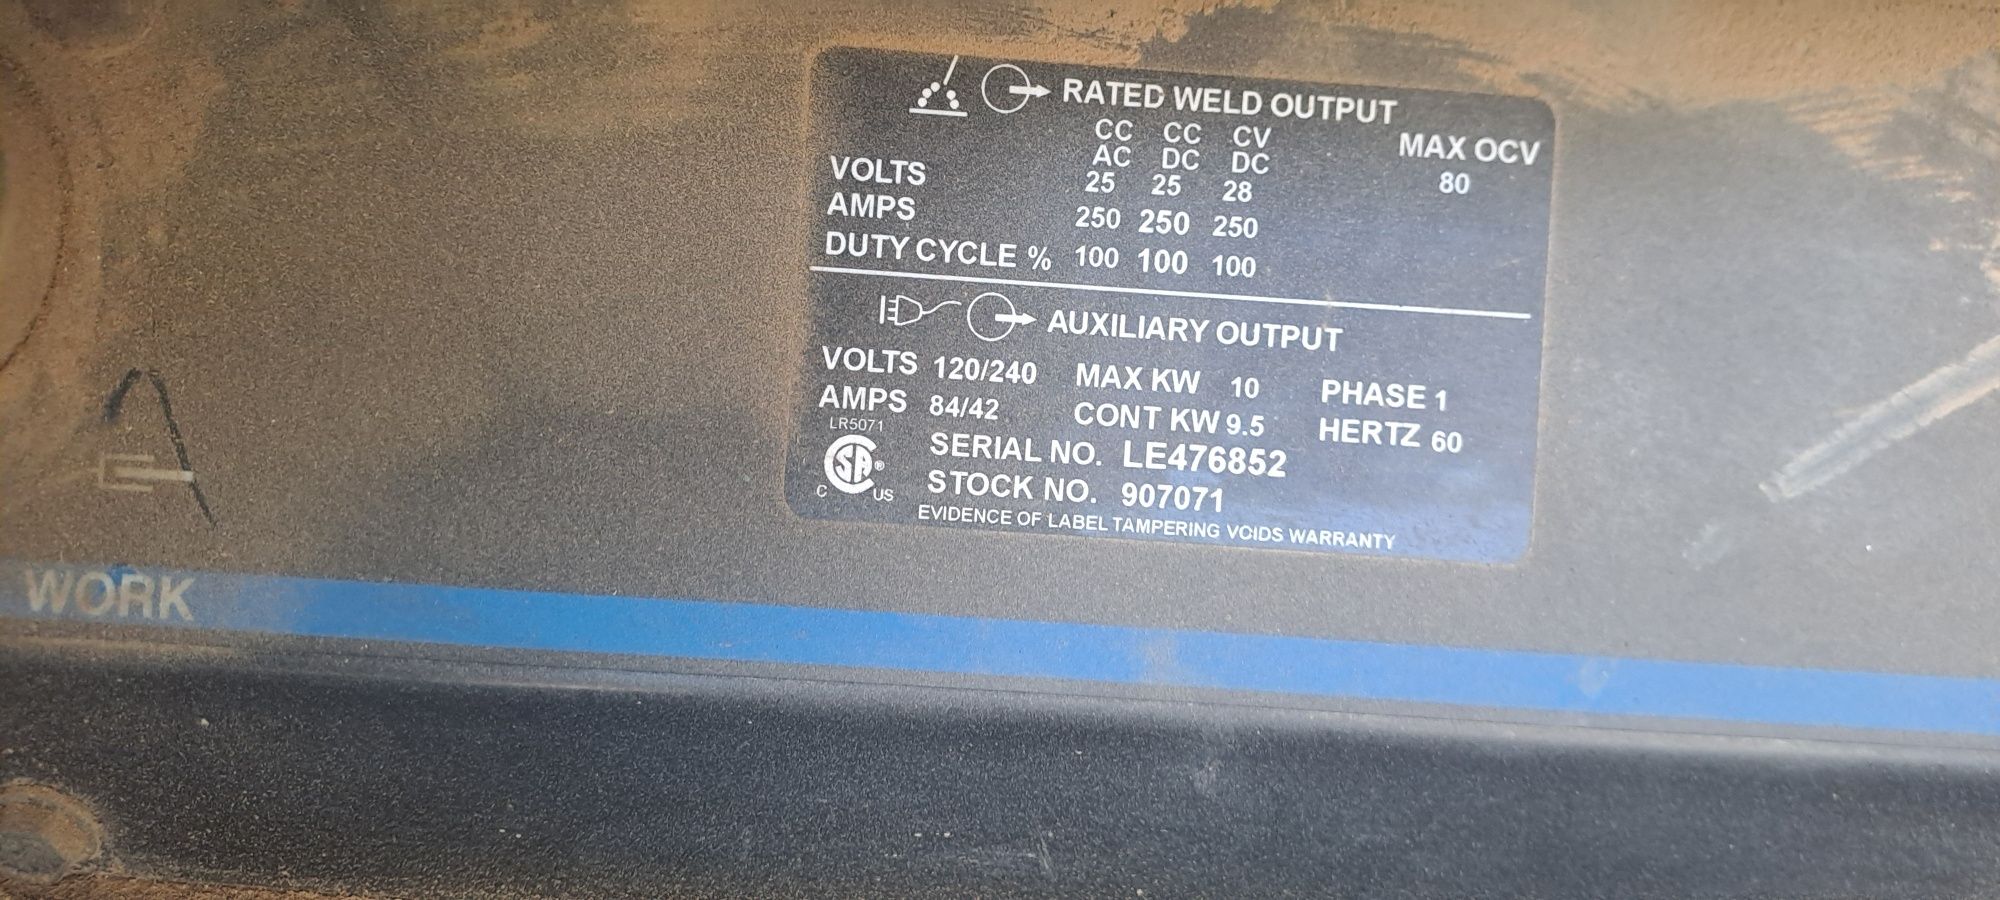 RATED WELD OUTPUT
CC CC CV MAX OCV
AC DC DC
VOLTS 25 25 28 80
AMPS 250 250 250
DUTY CYCLE % 100 100 100
AUXILIARY OUTPUT
VOLTS 120/240 MAX KW 10 PHASE 1
AMPS 84/42 CONT KW 9.5 HERTZ 60
LR5071
SERIAL NO. LE476852
STOCK NO. 907071
C SA® US
EVIDENCE OF LABEL TAMPERING VOIDS WARRANTY
WORK